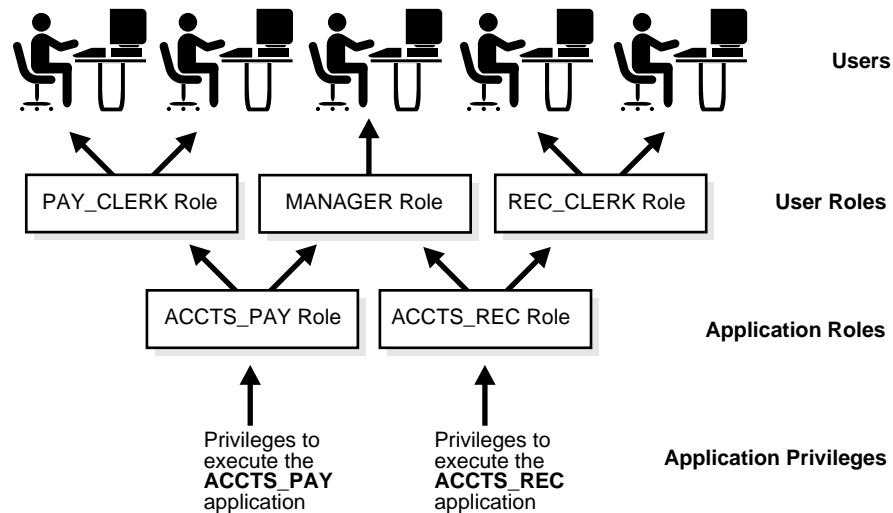 Users
PAY_CLERK Role
MANAGER Role
REC_CLERK Role
User Roles
ACCTS_PAY Role
ACCTS_REC Role
Application Roles
Privileges to
execute the
ACCTS_PAY
application
Privileges to
execute the
ACCTS_REC
application
Application Privileges